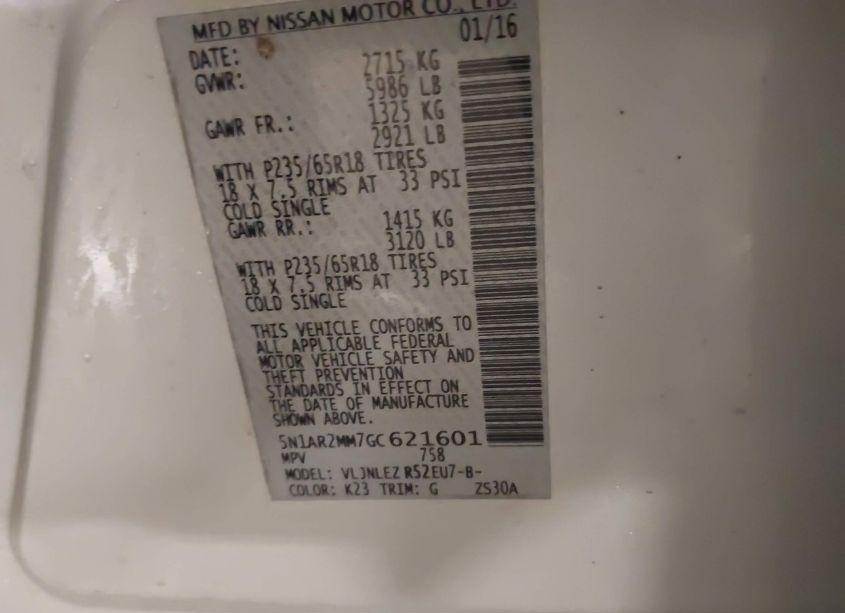 MFD BY NISSAN MOTOR CO., LTD.
DATE: 01/16
GVWR: 2715 KG
5986 LB
GAWR FR.: 1325 KG
2921 LB
WITH P235/65R18 TIRES
18 X 7.5 RIMS AT 33 PSI
COLD SINGLE
GAWR RR.: 1415 KG
3120 LB
WITH P235/65R18 TIRES
18 X 7.5 RIMS AT 33 PSI
COLD SINGLE
THIS VEHICLE CONFORMS TO
ALL APPLICABLE FEDERAL
MOTOR VEHICLE SAFETY AND
THEFT PREVENTION
STANDARDS IN EFFECT ON
THE DATE OF MANUFACTURE
SHOWN ABOVE.
5N1AR2MM7GC621601
MPV 758
MODEL: VLJNLEZ R52EU7-B-
COLOR: K23 TRIM: G ZS30A